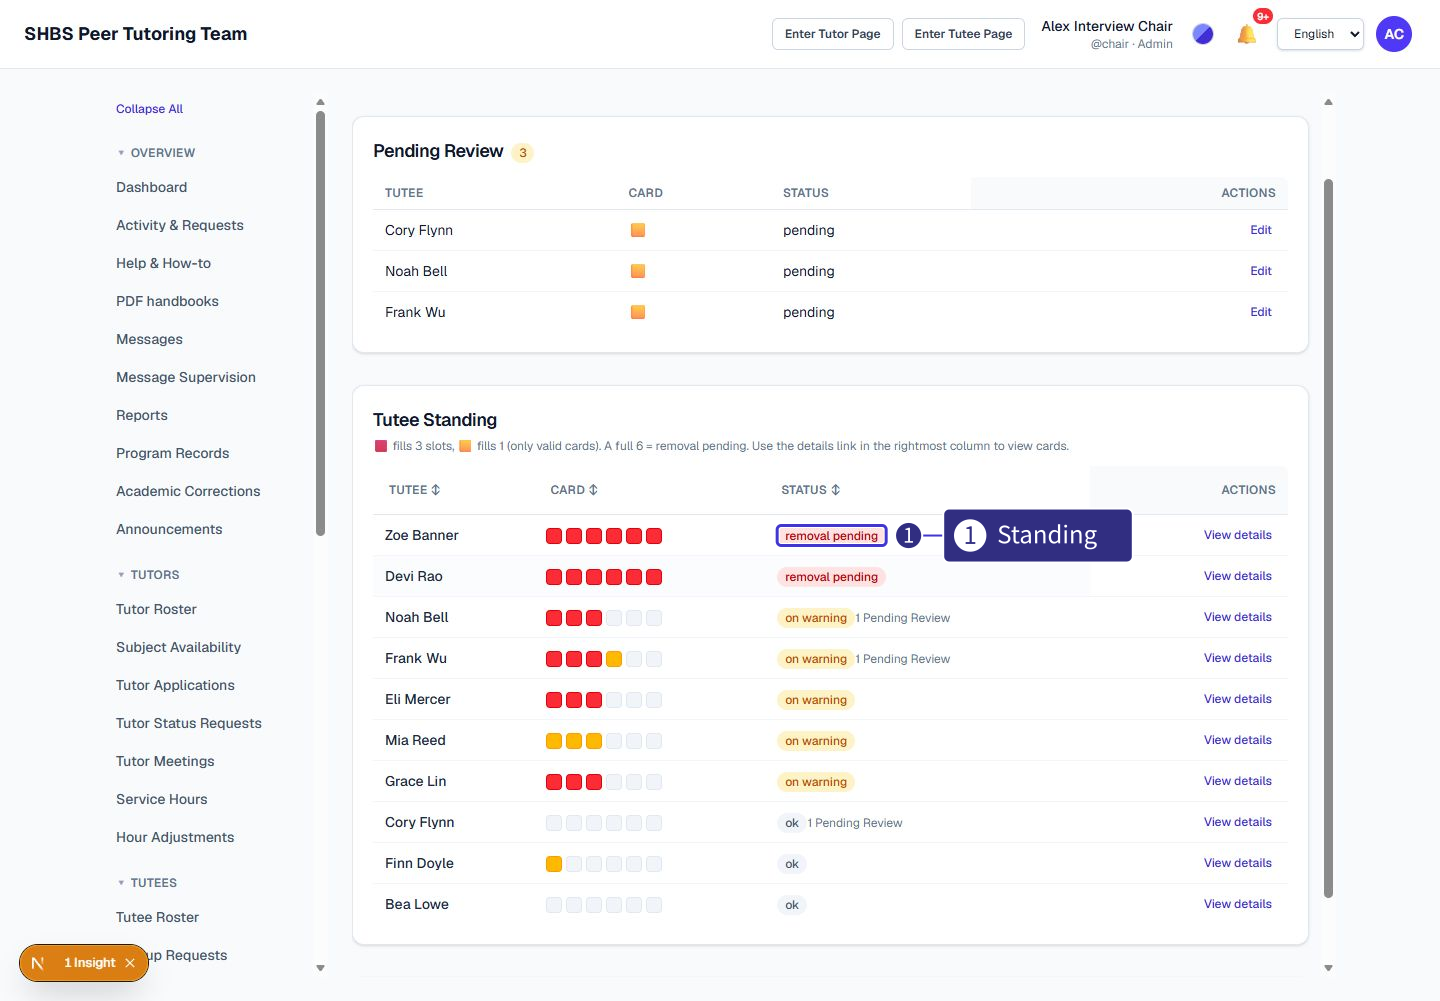 SHBS Peer Tutoring Team
Enter Tutor Page
Enter Tutee Page
Alex Interview Chair
@chair · Admin
9+
English
AC
Collapse All
OVERVIEW
Dashboard
Activity & Requests
Help & How-to
PDF handbooks
Messages
Message Supervision
Reports
Program Records
Academic Corrections
Announcements
TUTORS
Tutor Roster
Subject Availability
Tutor Applications
Tutor Status Requests
Tutor Meetings
Service Hours
Hour Adjustments
TUTEES
Tutee Roster
up Requests
N 1 Insight
Pending Review 3
TUTEE CARD STATUS ACTIONS
Cory Flynn pending Edit
Noah Bell pending Edit
Frank Wu pending Edit
Tutee Standing
fills 3 slots, fills 1 (only valid cards). A full 6 = removal pending. Use the details link in the rightmost column to view cards.
TUTEE CARD STATUS ACTIONS
Zoe Banner removal pending 1 1 Standing View details
Devi Rao removal pending View details
Noah Bell on warning 1 Pending Review View details
Frank Wu on warning 1 Pending Review View details
Eli Mercer on warning View details
Mia Reed on warning View details
Grace Lin on warning View details
Cory Flynn ok 1 Pending Review View details
Finn Doyle ok View details
Bea Lowe ok View details